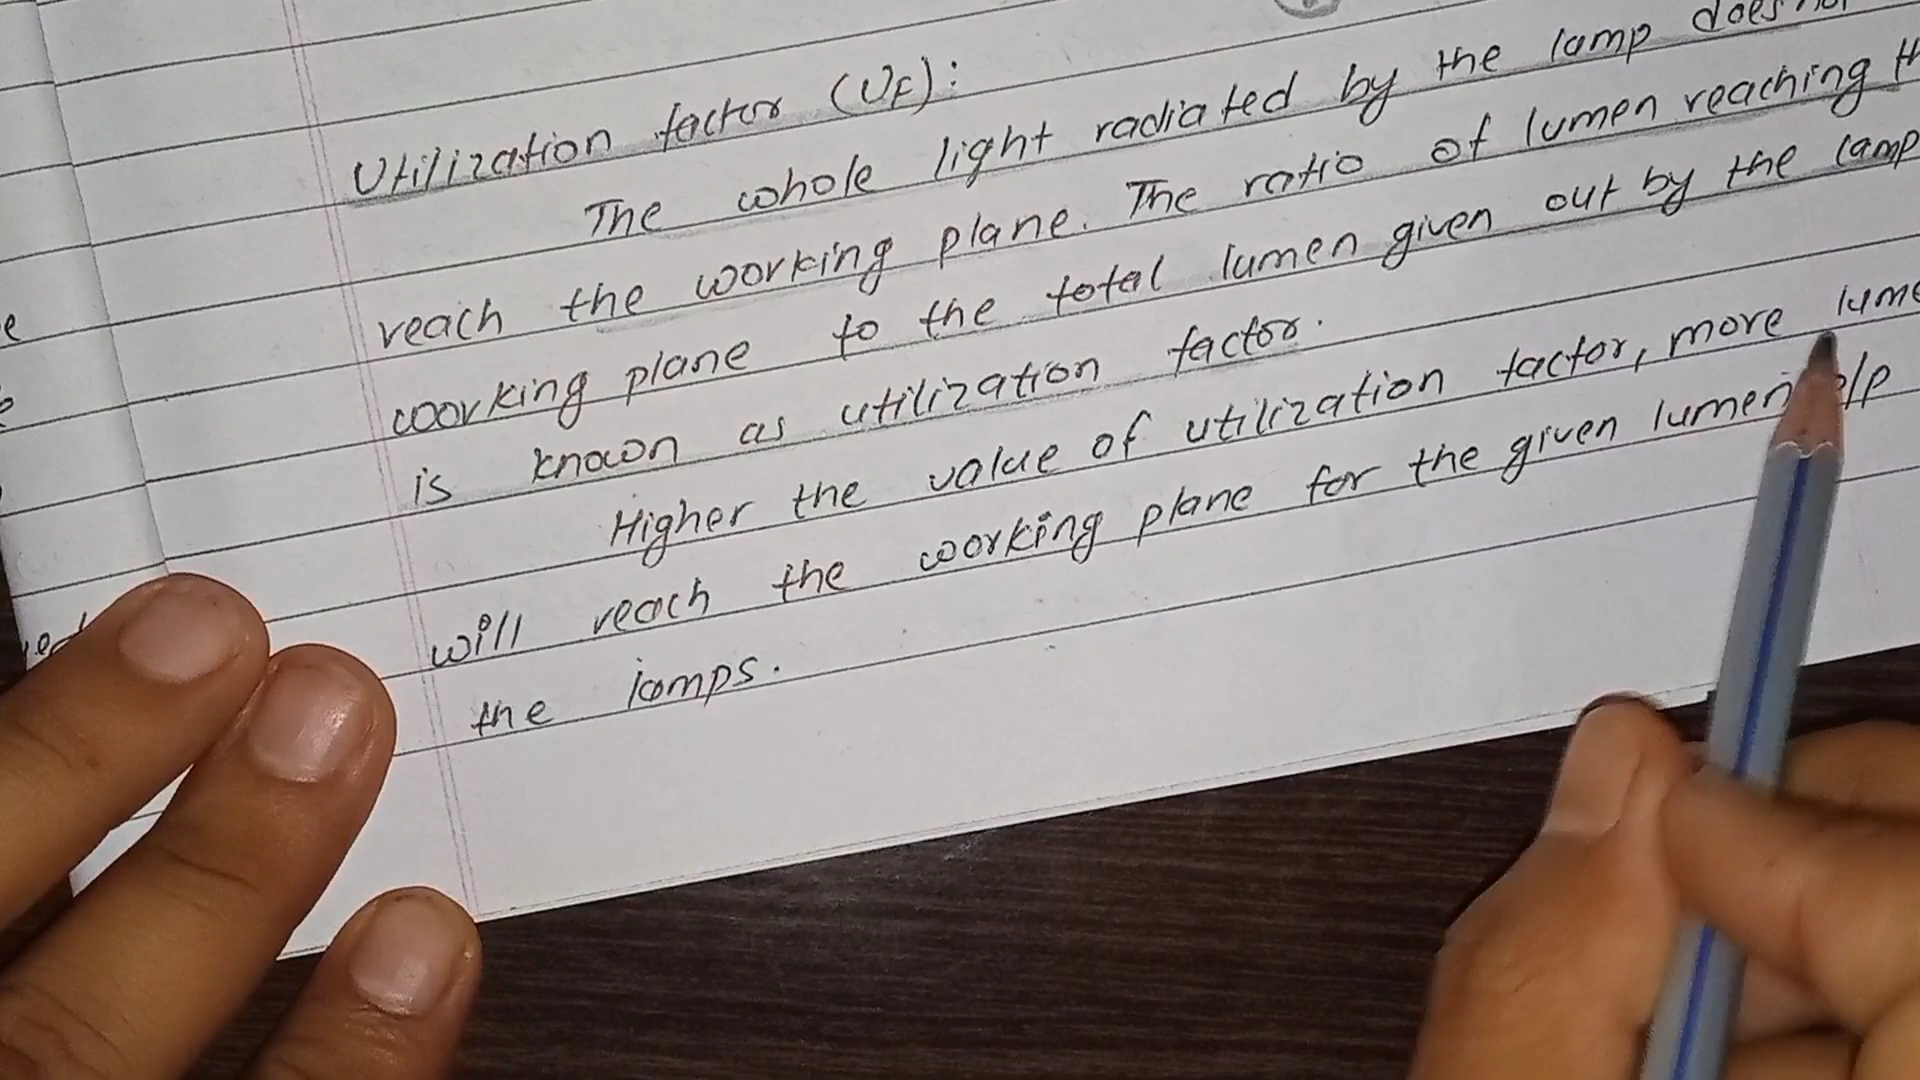 Utilization factor (UF):
The whole light radiated by the lamp does
reach the working plane. The ratio of lumen reaching
working plane to the total lumen given out by the lamp
is known as utilization factor.
Higher the value of utilization factor, more
will reach the working plane for the given lumen o/p
the lamps.